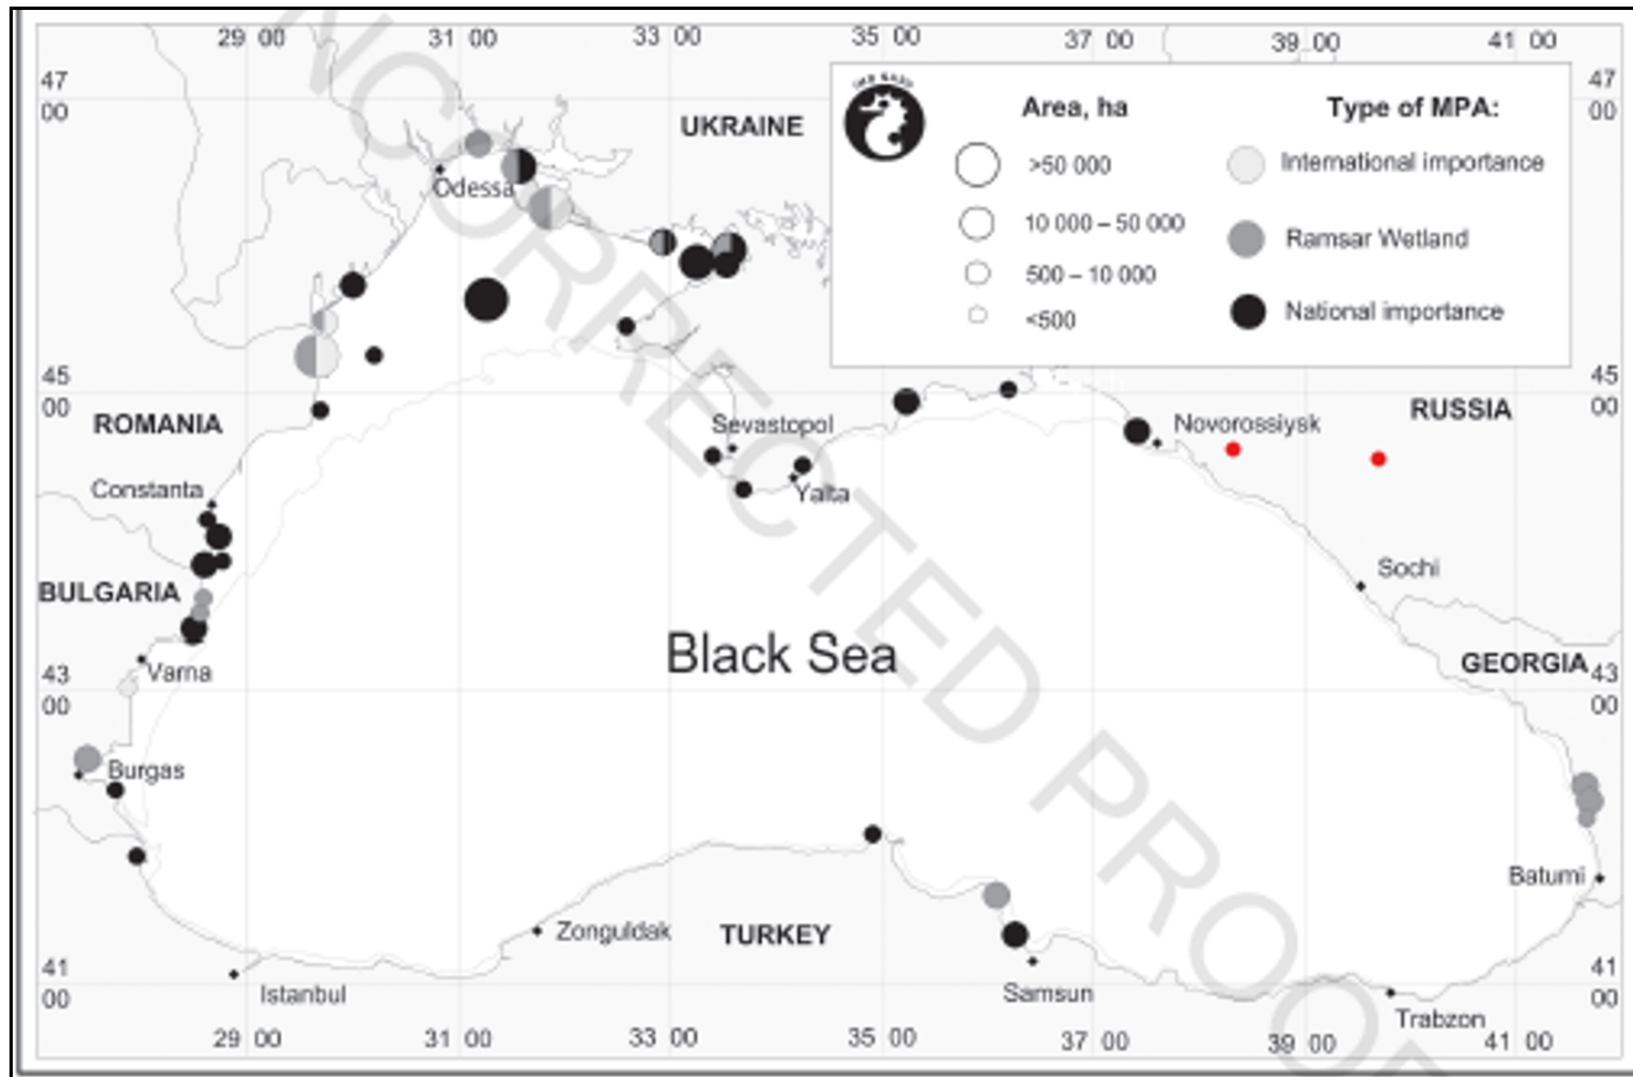 29 00 31 00 33 00 35 00 37 00 39 00 41 00
47
00
47
00
UKRAINE
Area, ha
Type of MPA:
>50 000
International importance
10 000 – 50 000
Ramsar Wetland
500 – 10 000
National importance
<500
Odessa
45
00
45
00
ROMANIA
Sevastopol
Novorossiysk
RUSSIA
Constanta
Yalta
BULGARIA
Sochi
Black Sea
Varna
GEORGIA
43
00
43
00
Burgas
Batumi
Zonguldak
TURKEY
41
00
41
00
Istanbul
Samsun
Trabzon
29 00 31 00 33 00 35 00 37 00 39 00 41 00
NCORRECTED PROO